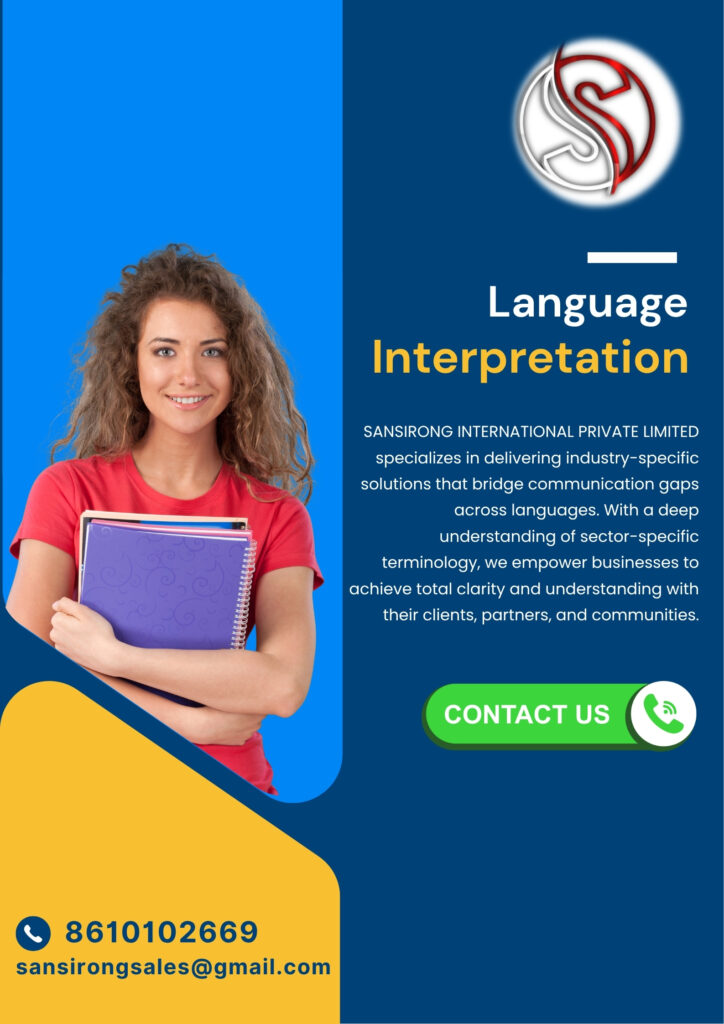 Language
Interpretation
SANSIRONG INTERNATIONAL PRIVATE LIMITED
specializes in delivering industry-specific
solutions that bridge communication gaps
across languages. With a deep
understanding of sector-specific
terminology, we empower businesses to
achieve total clarity and understanding with
their clients, partners, and communities.
CONTACT US
8610102669
sansirongsales@gmail.com